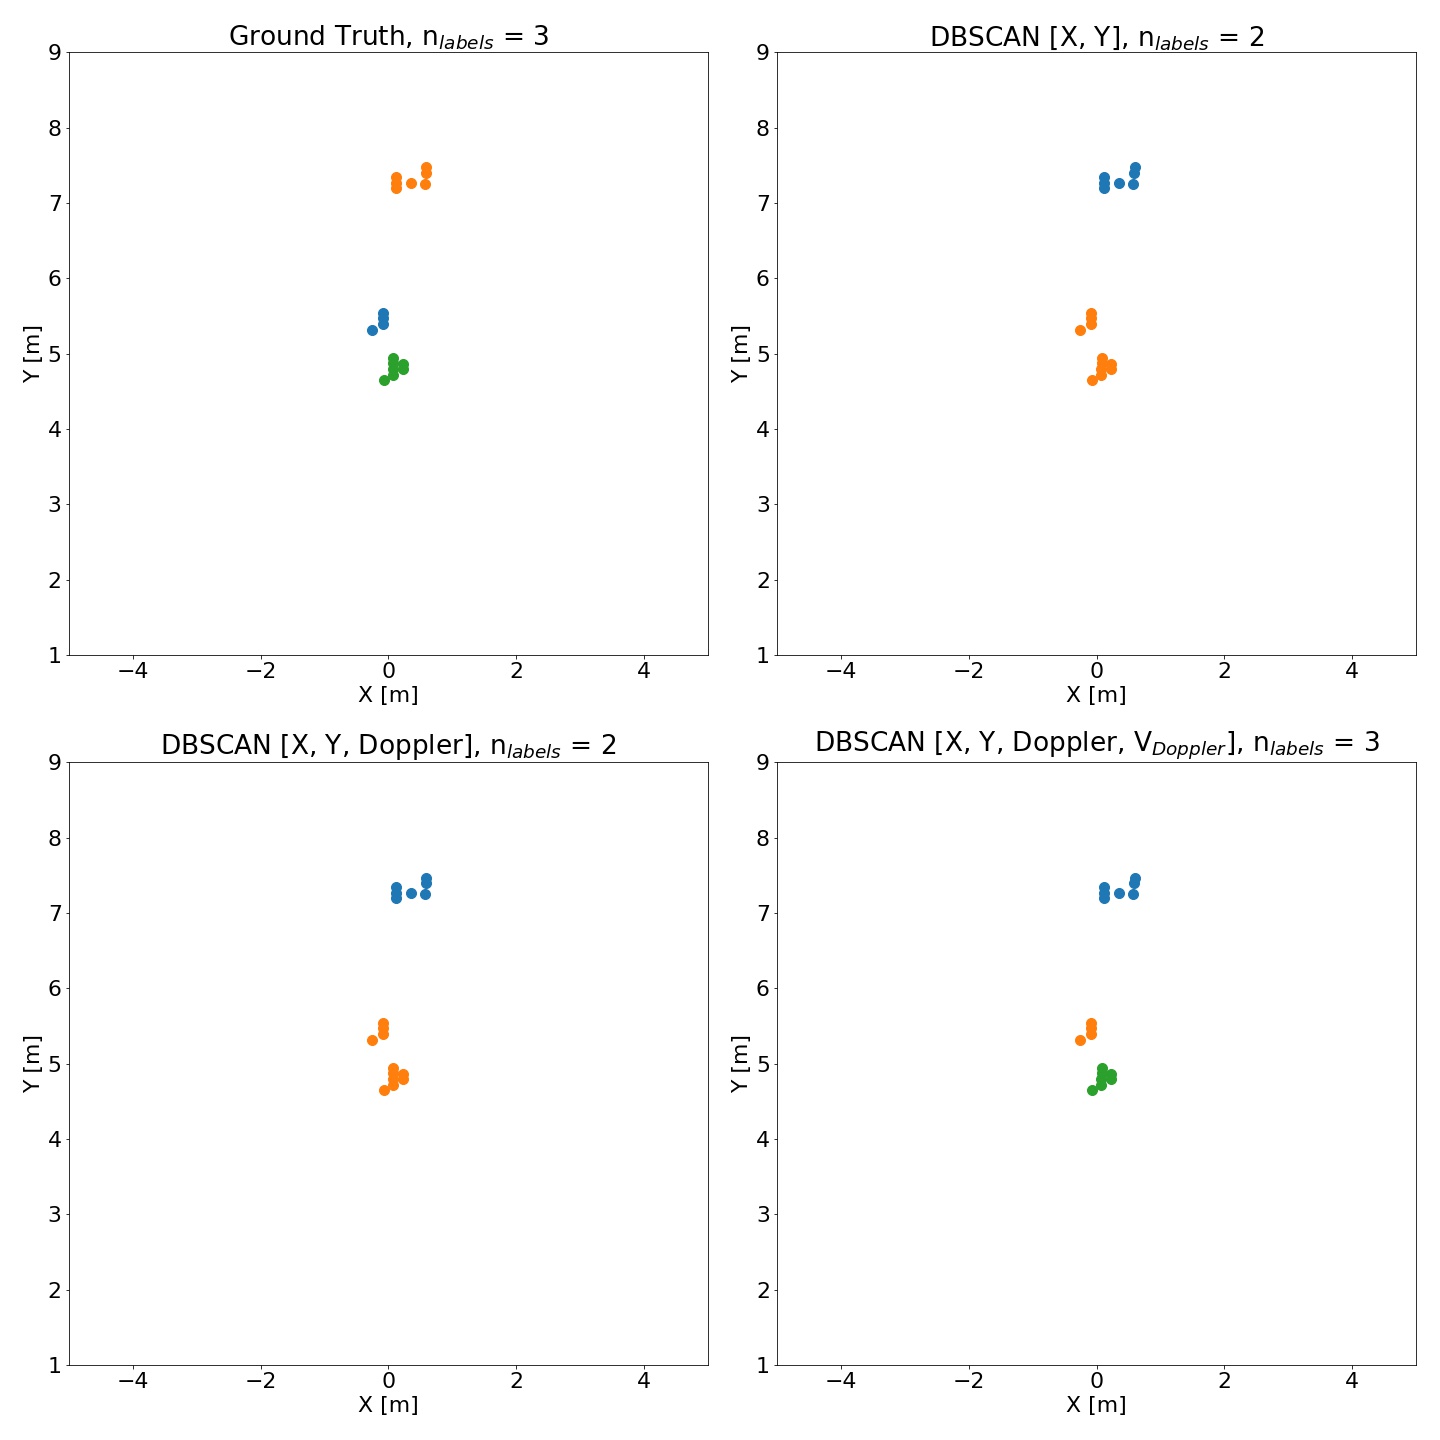 Ground Truth, n_labels = 3
9
8
7
6
5
4
3
2
1
Y [m]
−4 −2 0 2 4
X [m]
DBSCAN [X, Y], n_labels = 2
9
8
7
6
5
4
3
2
1
Y [m]
−4 −2 0 2 4
X [m]
DBSCAN [X, Y, Doppler], n_labels = 2
9
8
7
6
5
4
3
2
1
Y [m]
−4 −2 0 2 4
X [m]
DBSCAN [X, Y, Doppler, V_Doppler], n_labels = 3
9
8
7
6
5
4
3
2
1
Y [m]
−4 −2 0 2 4
X [m]